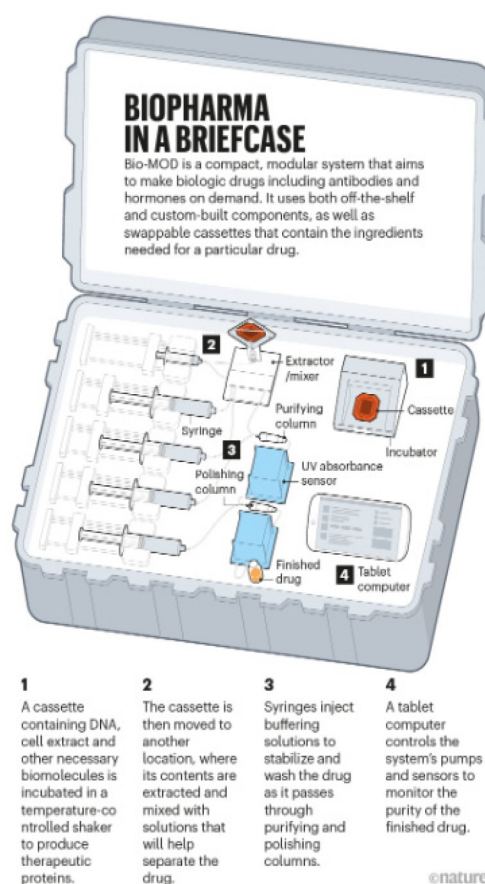 BIOPHARMA
IN A BRIEFCASE
Bio-MOD is a compact, modular system that aims
to make biologic drugs including antibodies and
hormones on demand. It uses both off-the-shelf
and custom-built components, as well as
swappable cassettes that contain the ingredients
needed for a particular drug.
2
Extractor
/mixer
1
Cassette
Incubator
Purifying
column
Syringe
3
Polishing
column
UV absorbance
sensor
Finished
drug
4 Tablet
computer
1
A cassette
containing DNA,
cell extract and
other necessary
biomolecules is
incubated in a
temperature-co
ntrolled shaker
to produce
therapeutic
proteins.
2
The cassette is
then moved to
another
location, where
its contents are
extracted and
mixed with
solutions that
will help
separate the
drug.
3
Syringes inject
buffering
solutions to
stabilize and
wash the drug
as it passes
through
purifying and
polishing
columns.
4
A tablet
computer
controls the
system's pumps
and sensors to
monitor the
purity of the
finished drug.
©nature